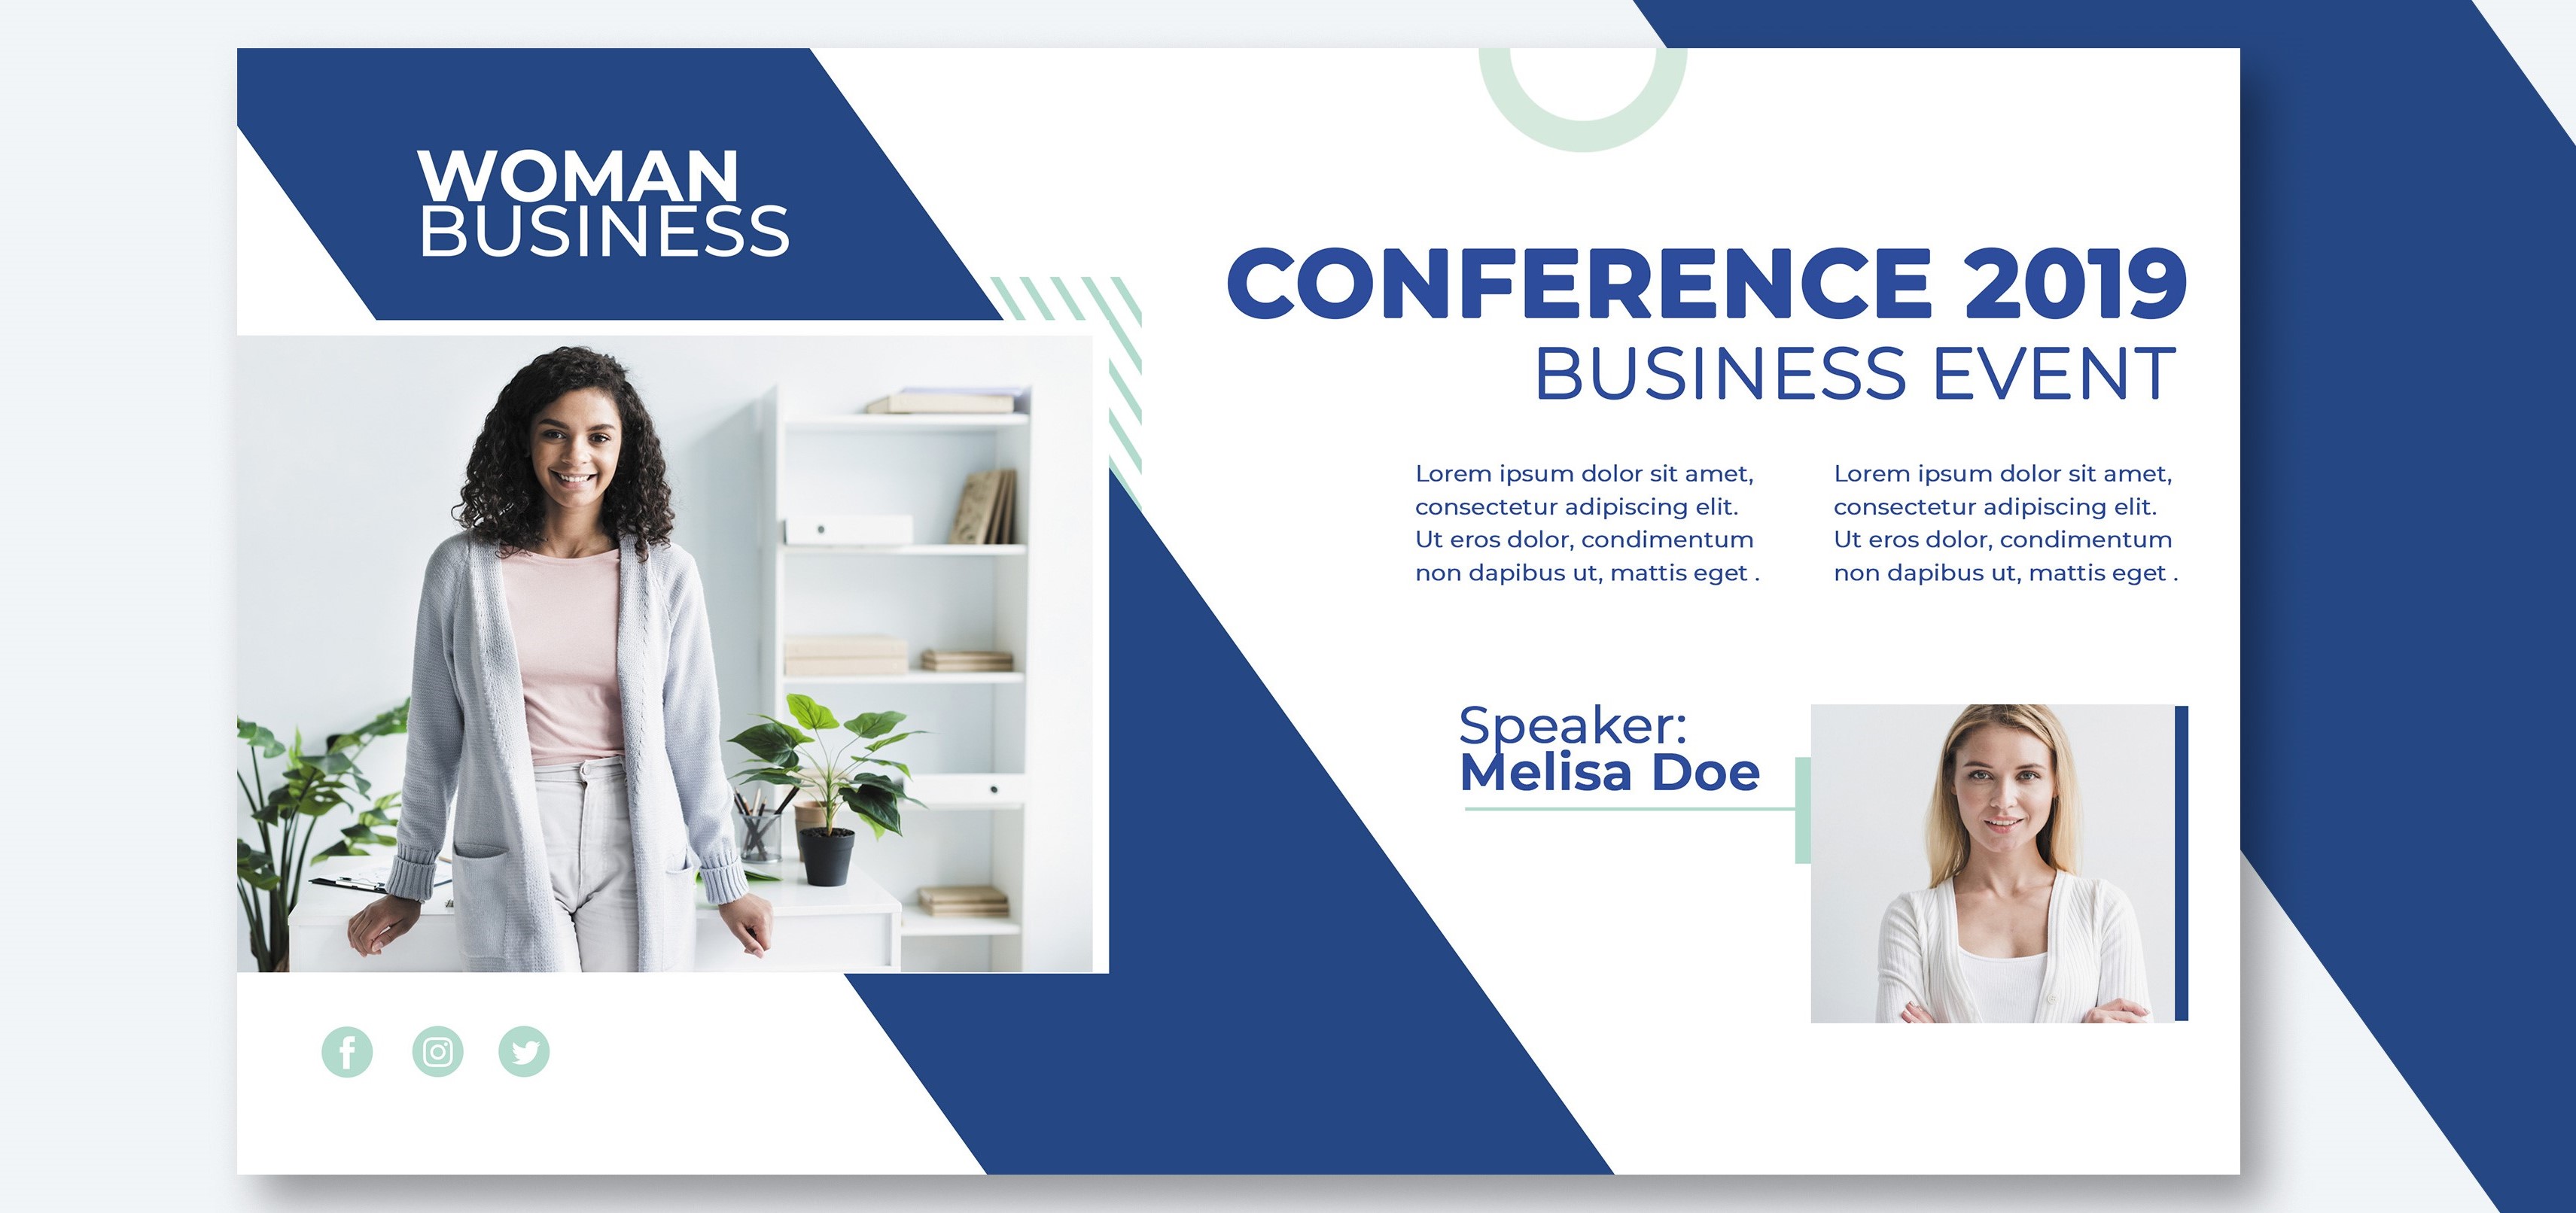 WOMAN
BUSINESS
CONFERENCE 2019
BUSINESS EVENT
Lorem ipsum dolor sit amet,
consectetur adipiscing elit.
Ut eros dolor, condimentum
non dapibus ut, mattis eget .
Lorem ipsum dolor sit amet,
consectetur adipiscing elit.
Ut eros dolor, condimentum
non dapibus ut, mattis eget .
Speaker:
Melisa Doe